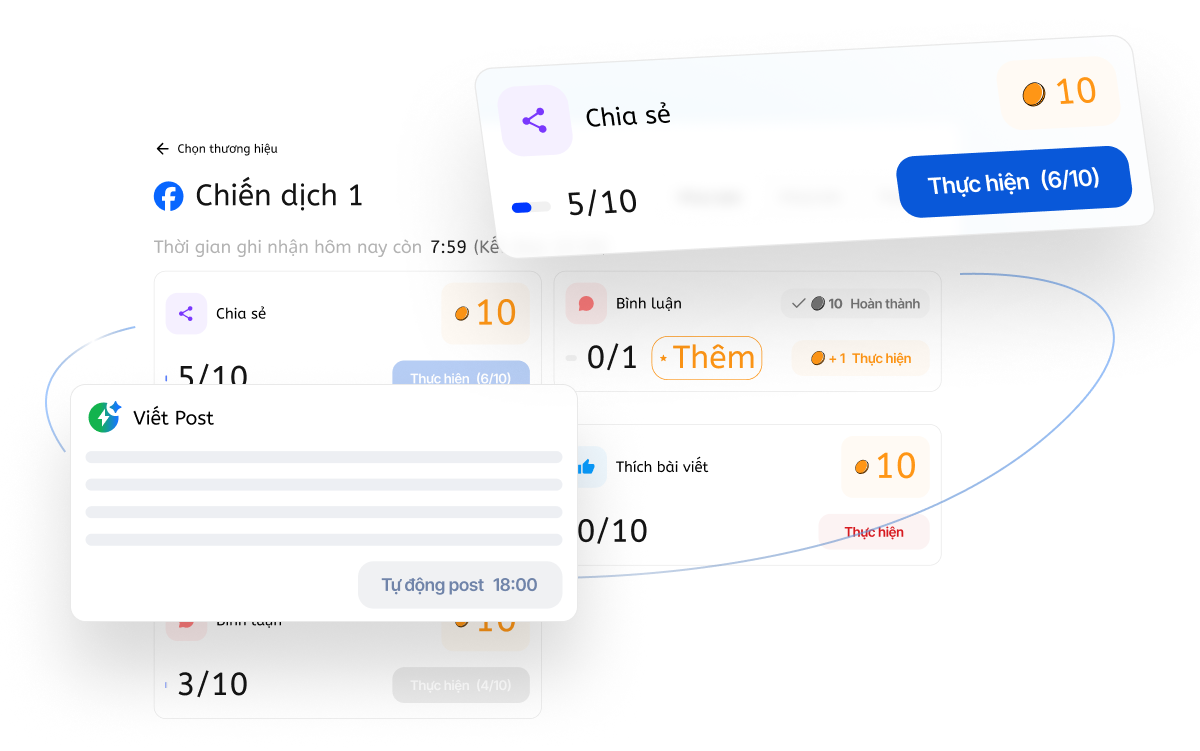 Chia sẻ
10
5/10
Thực hiện (6/10)
Chọn thương hiệu
Chiến dịch 1
Thời gian ghi nhận hôm nay còn 7:59 (Kế
Chia sẻ
10
5/10
Thực hiện (6/10)
Bình luận
10 Hoàn thành
0/1
Thêm
+ 1 Thực hiện
Viết Post
Tự động post 18:00
Thích bài viết
10
0/10
Thực hiện
Bình luận
10
3/10
Thực hiện (4/10)